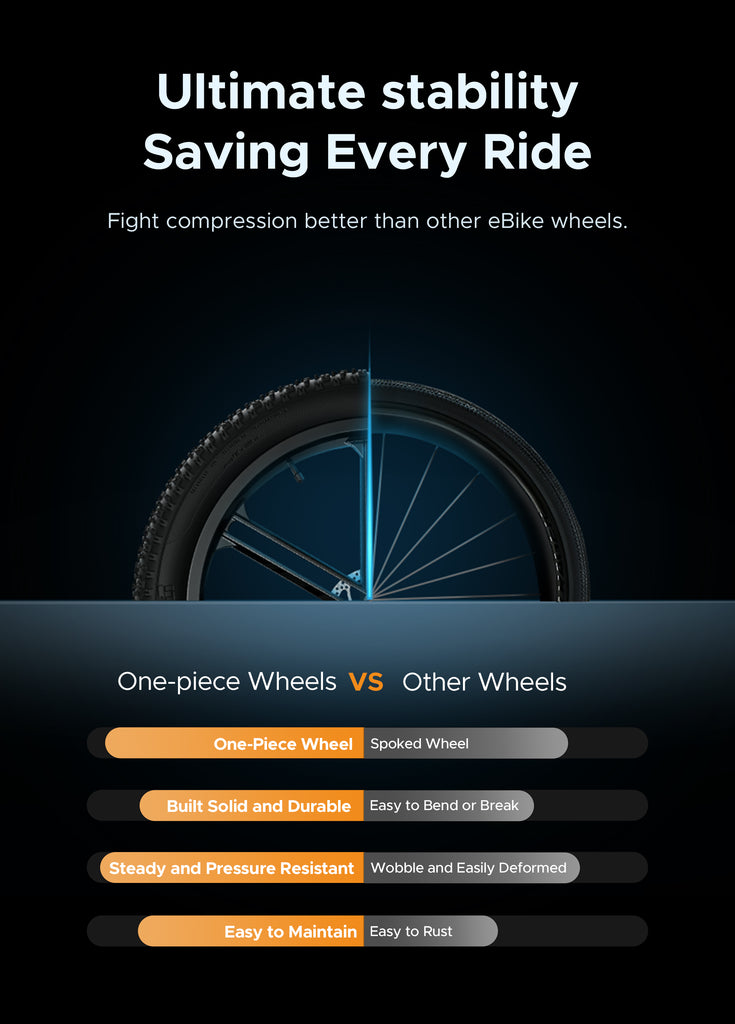 Ultimate stability
Saving Every Ride
Fight compression better than other eBike wheels.
One-piece Wheels VS Other Wheels
One-Piece Wheel Spoked Wheel
Built Solid and Durable Easy to Bend or Break
Steady and Pressure Resistant Wobble and Easily Deformed
Easy to Maintain Easy to Rust